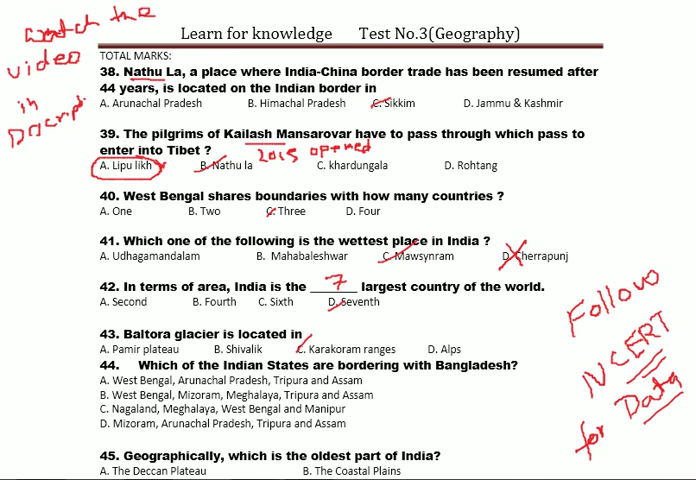 Learn for knowledge Test No.3(Geography)
watch the
video
in
TOTAL MARKS:
38. Nathu La, a place where India-China border trade has been resumed after
44 years, is located on the Indian border in
A. Arunachal Pradesh B. Himachal Pradesh C. Sikkim D. Jammu & Kashmir
39. The pilgrims of Kailash Mansarovar have to pass through which pass to
enter into Tibet ?
2015 opened
A. Lipu likh B. Nathu la C. khardungala D. Rohtang
40. West Bengal shares boundaries with how many countries ?
A. One B. Two C. Three D. Four
41. Which one of the following is the wettest place in India ?
A. Udhagamandalam B. Mahabaleshwar C. Mawsynram D. Cherrapunj
7
42. In terms of area, India is the ______ largest country of the world.
A. Second B. Fourth C. Sixth D. Seventh
43. Baltora glacier is located in
A. Pamir plateau B. Shivalik C. Karakoram ranges D. Alps
44. Which of the Indian States are bordering with Bangladesh?
A. West Bengal, Arunachal Pradesh, Tripura and Assam
B. West Bengal, Mizoram, Meghalaya, Tripura and Assam
C. Nagaland, Meghalaya, West Bengal and Manipur
D. Mizoram, Arunachal Pradesh, Tripura and Assam
45. Geographically, which is the oldest part of India?
A. The Deccan Plateau B. The Coastal Plains
NCERT
for Data